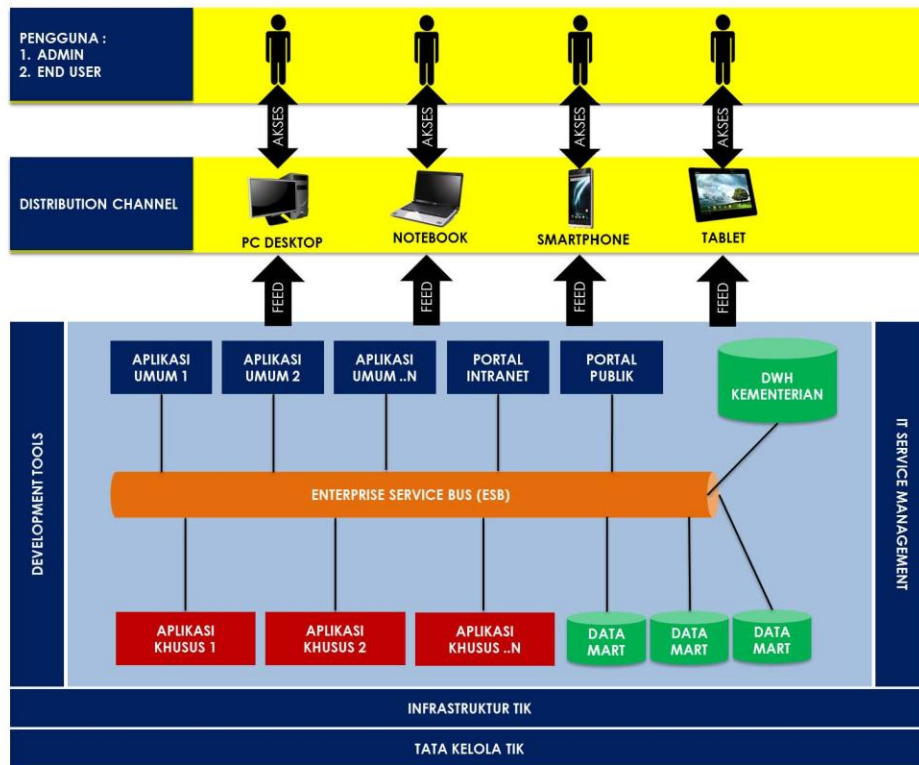 PENGGUNA :
1. ADMIN
2. END USER
AKSES
AKSES
AKSES
AKSES
DISTRIBUTION CHANNEL
PC DESKTOP
NOTEBOOK
SMARTPHONE
TABLET
FEED
FEED
FEED
FEED
DEVELOPMENT TOOLS
APLIKASI
UMUM 1
APLIKASI
UMUM 2
APLIKASI
UMUM ..N
PORTAL
INTRANET
PORTAL
PUBLIK
DWH
KEMENTERIAN
ENTERPRISE SERVICE BUS (ESB)
APLIKASI
KHUSUS 1
APLIKASI
KHUSUS 2
APLIKASI
KHUSUS ..N
DATA
MART
DATA
MART
DATA
MART
IT SERVICE MANAGEMENT
INFRASTRUKTUR TIK
TATA KELOLA TIK